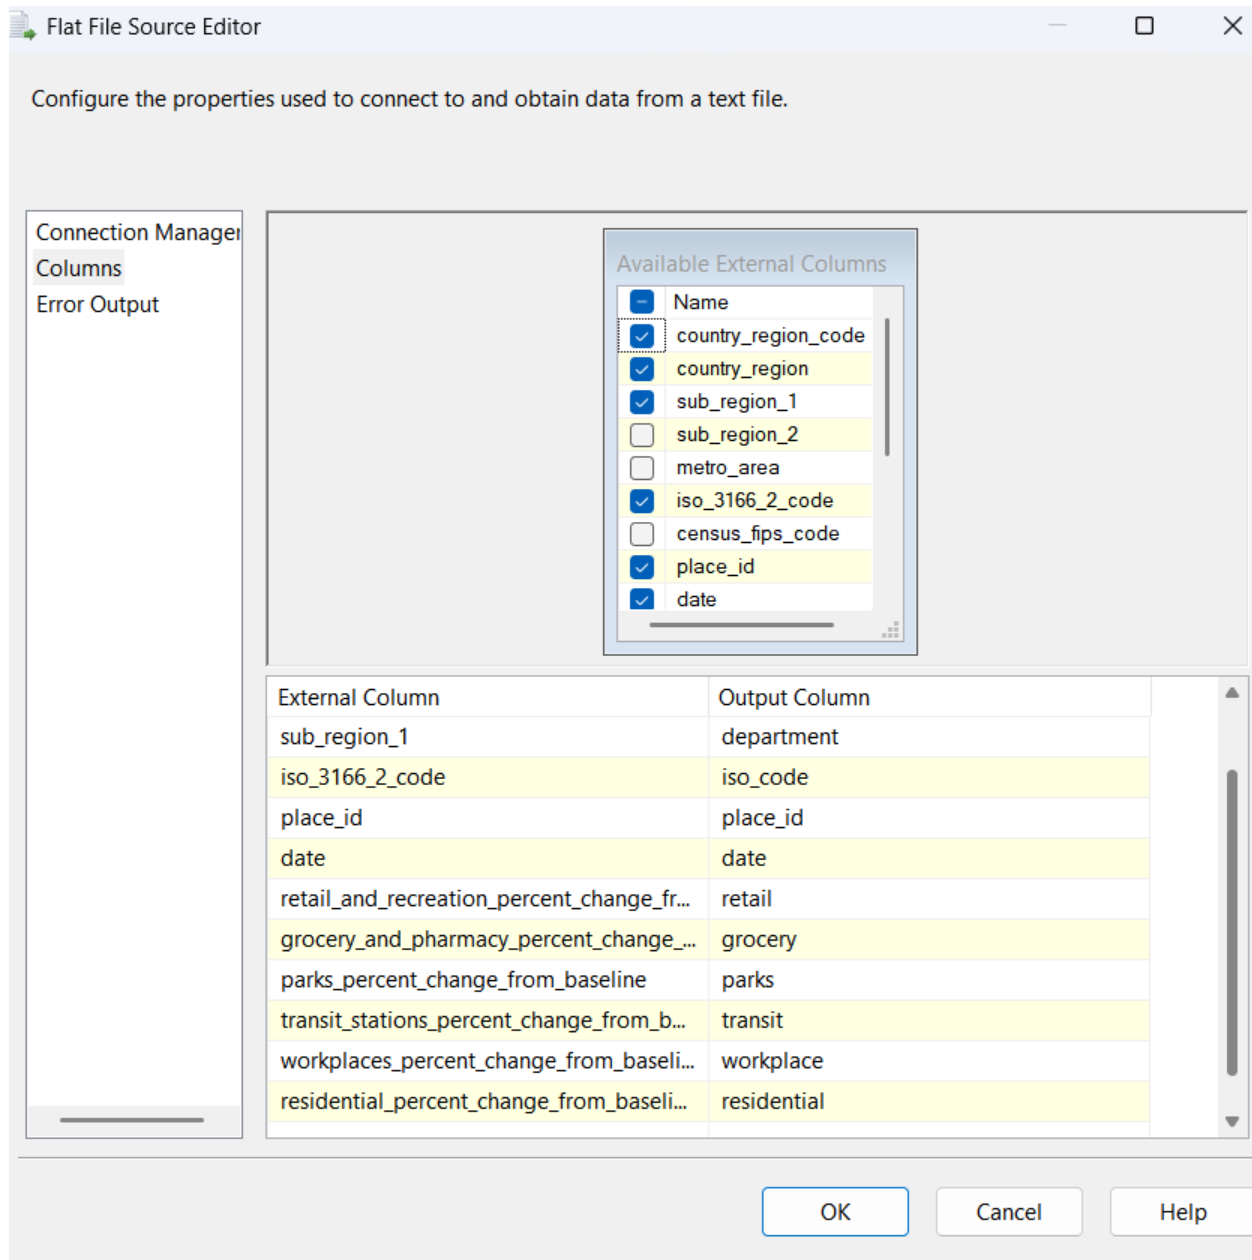 Flat File Source Editor
Configure the properties used to connect to and obtain data from a text file.
Connection Manager
Columns
Error Output
Available External Columns
Name
country_region_code
country_region
sub_region_1
sub_region_2
metro_area
iso_3166_2_code
census_fips_code
place_id
date
External Column Output Column
sub_region_1 department
iso_3166_2_code iso_code
place_id place_id
date date
retail_and_recreation_percent_change_fr... retail
grocery_and_pharmacy_percent_change_... grocery
parks_percent_change_from_baseline parks
transit_stations_percent_change_from_b... transit
workplaces_percent_change_from_baseli... workplace
residential_percent_change_from_baseli... residential
OK Cancel Help